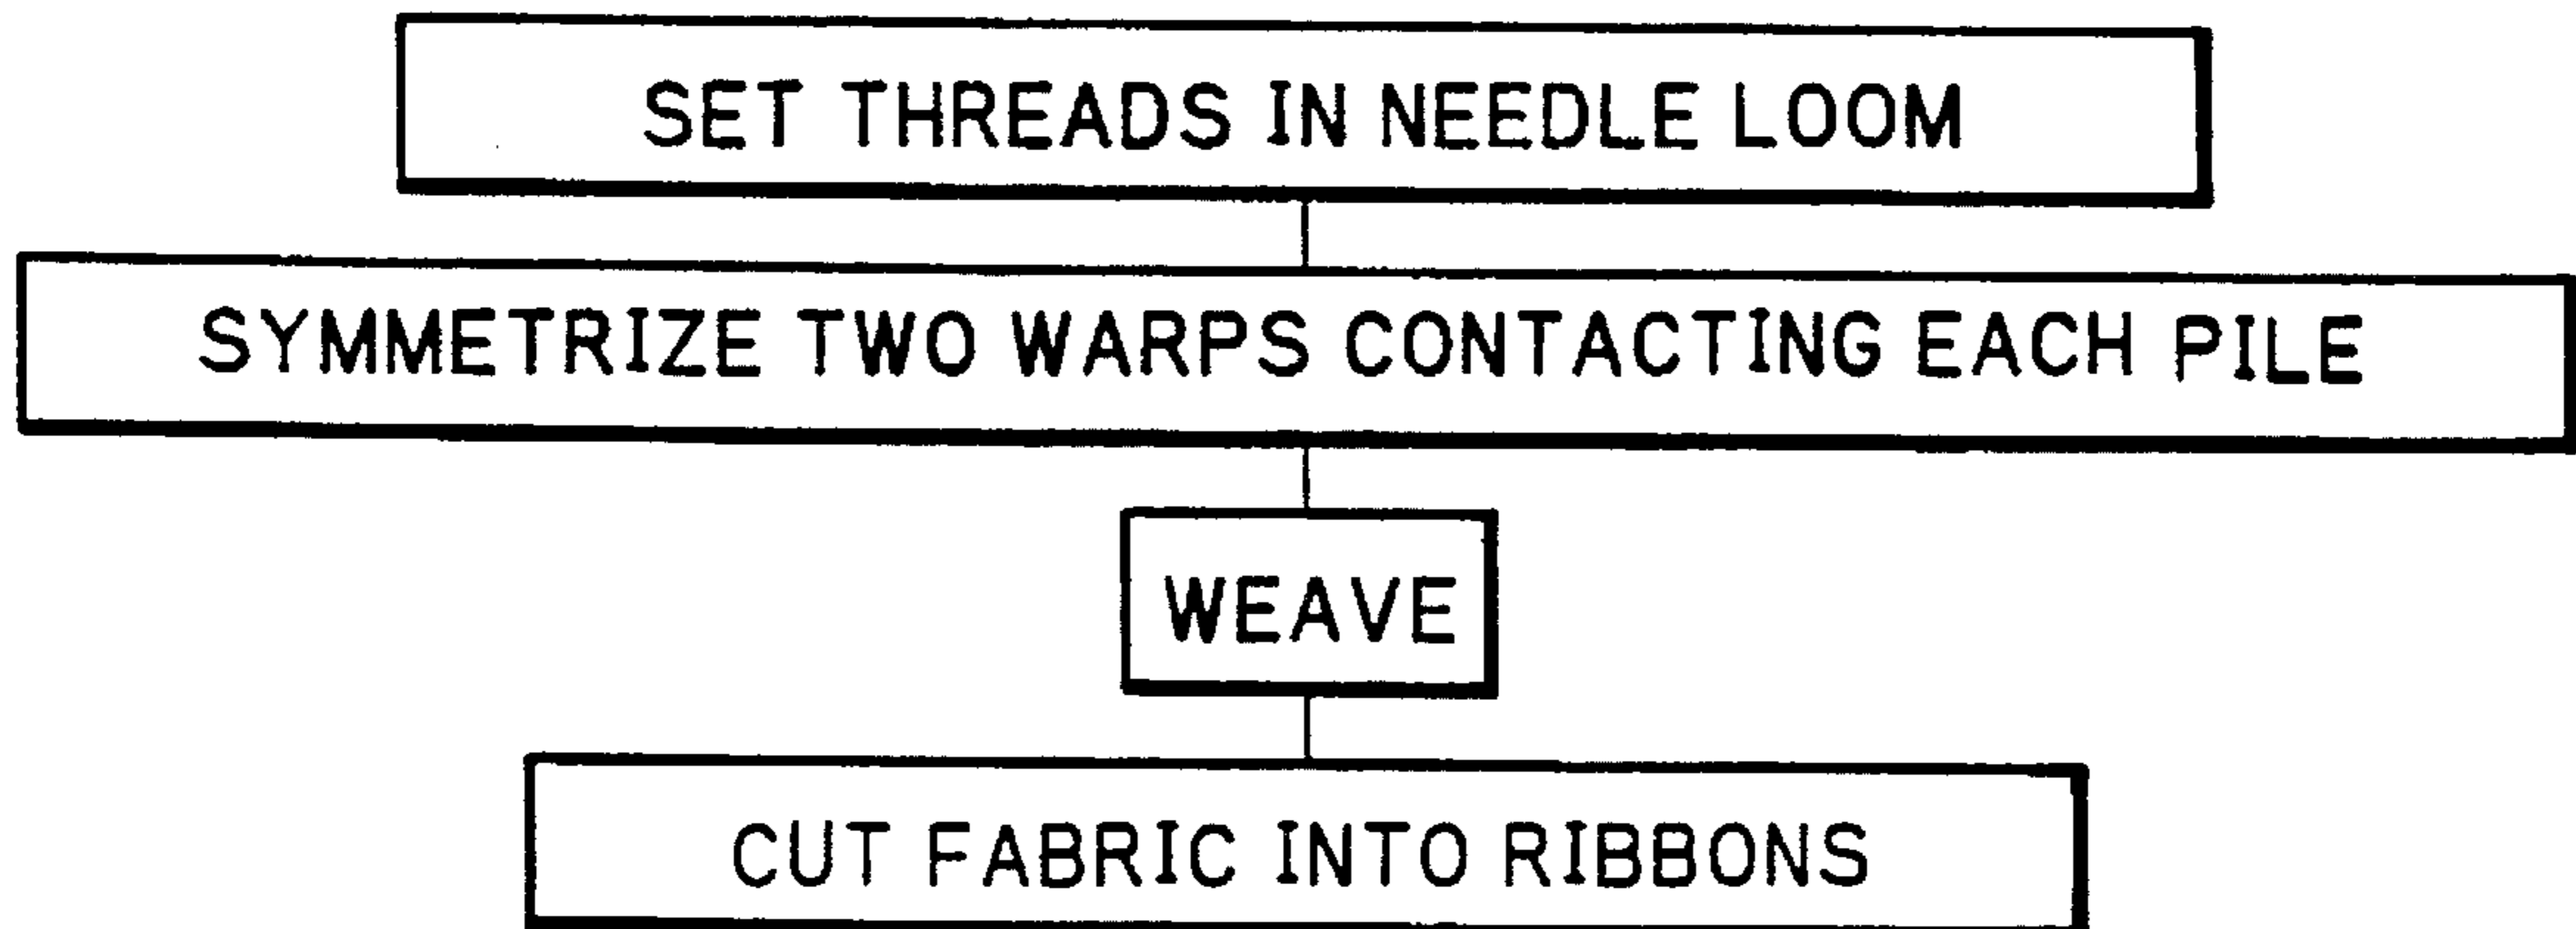 SET THREADS IN NEEDLE LOOM
SYMMETRIZE TWO WARPS CONTACTING EACH PILE
WEAVE
CUT FABRIC INTO RIBBONS